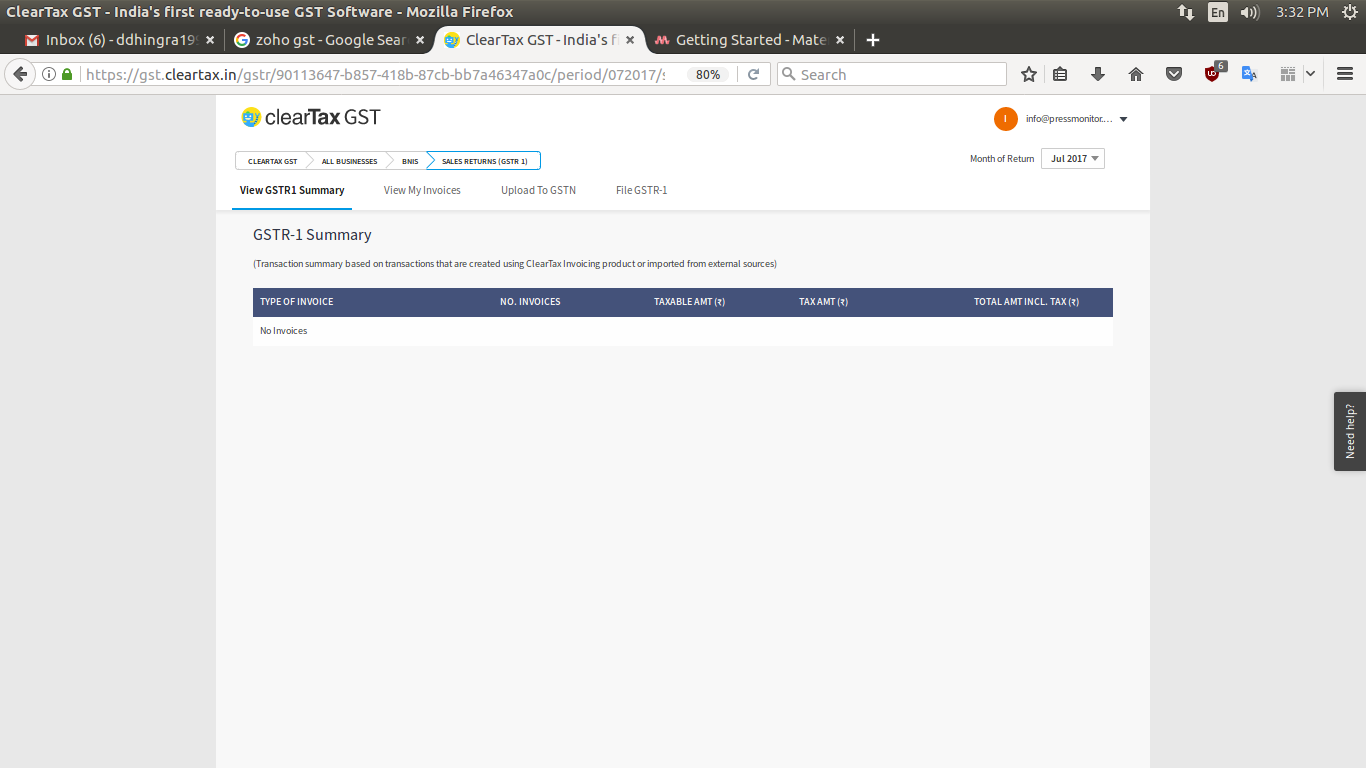 ClearTax GST - India's first ready-to-use GST Software - Mozilla Firefox
En 3:32 PM
Inbox (6) - ddhingra199 zoho gst - Google Sear ClearTax GST - India's f Getting Started - Mate
https://gst.cleartax.in/gstr/90113647-b857-418b-87cb-bb7a46347a0c/period/072017/s 80% Search 6
clearTax GST
I info@pressmonitor....
CLEARTAX GST ALL BUSINESSES BNIS SALES RETURNS (GSTR 1)
Month of Return Jul 2017
View GSTR1 Summary View My Invoices Upload To GSTN File GSTR-1
GSTR-1 Summary
(Transaction summary based on transactions that are created using ClearTax Invoicing product or imported from external sources)
TYPE OF INVOICE NO. INVOICES TAXABLE AMT (₹) TAX AMT (₹) TOTAL AMT INCL. TAX (₹)
No Invoices
Need help?